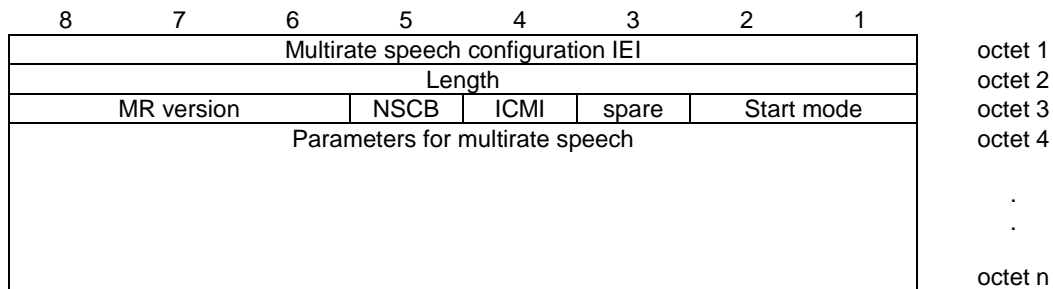 8 7 6 5 4 3 2 1
Multirate speech configuration IEI octet 1
Length octet 2
MR version NSCB ICMI spare Start mode octet 3
Parameters for multirate speech octet 4
.
.
octet n